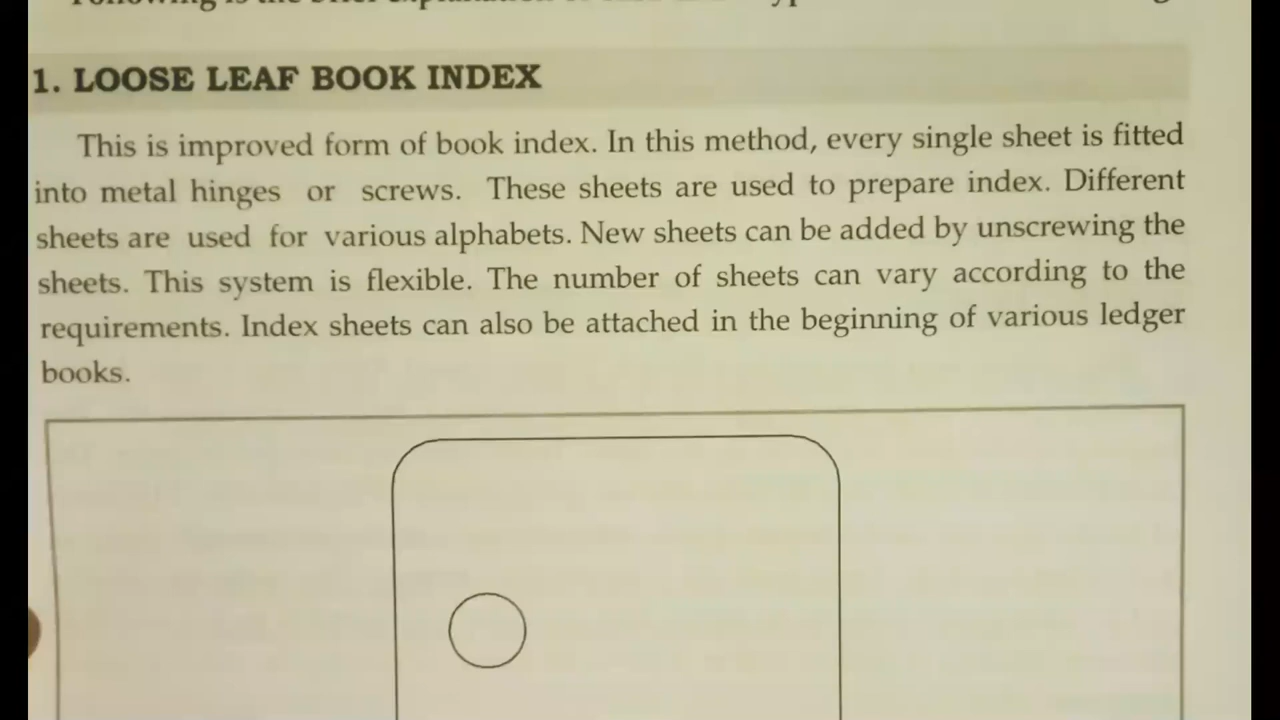 1. LOOSE LEAF BOOK INDEX
This is improved form of book index. In this method, every single sheet is fitted
into metal hinges or screws. These sheets are used to prepare index. Different
sheets are used for various alphabets. New sheets can be added by unscrewing the
sheets. This system is flexible. The number of sheets can vary according to the
requirements. Index sheets can also be attached in the beginning of various ledger
books.